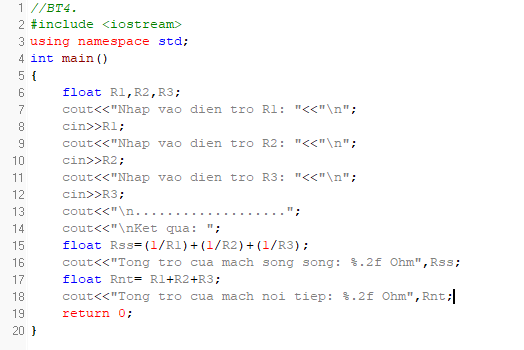 1 //BT4.
2 #include <iostream>
3 using namespace std;
4 int main()
5 {
6 float R1,R2,R3;
7 cout<<"Nhap vao dien tro R1: "<<"\n";
8 cin>>R1;
9 cout<<"Nhap vao dien tro R2: "<<"\n";
10 cin>>R2;
11 cout<<"Nhap vao dien tro R3: "<<"\n";
12 cin>>R3;
13 cout<<"\n...................";
14 cout<<"\nKet qua: ";
15 float Rss=(1/R1)+(1/R2)+(1/R3);
16 cout<<"Tong tro cua mach song song: %.2f Ohm",Rss;
17 float Rnt= R1+R2+R3;
18 cout<<"Tong tro cua mach noi tiep: %.2f Ohm",Rnt;
19 return 0;
20 }